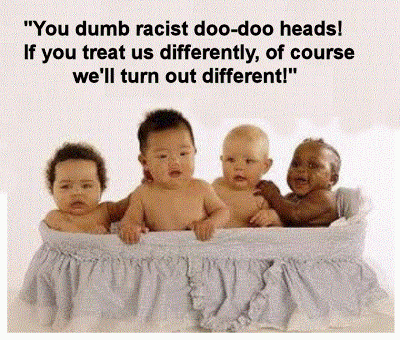 "You dumb racist doo-doo heads!
If you treat us differently, of course
we'll turn out different!"